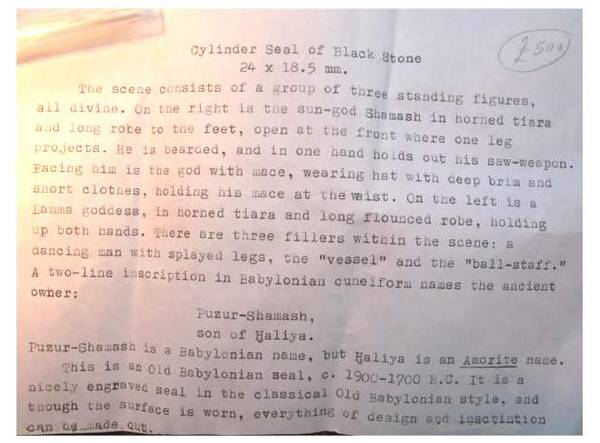 Cylinder Seal of Black Stone
24 x 18.5 mm.
£500
The scene consists of a group of three standing figures,
all divine. On the right is the sun-god Shamash in horned tiara
and long robe to the feet, open at the front where one leg
projects. He is bearded, and in one hand holds out his saw-weapon.
Facing him is the god with mace, wearing hat with deep brim and
short clothes, holding his mace at the waist. On the left is a
Lamma goddess, in horned tiara and long flounced robe, holding
up both hands. There are three fillers within the scene: a
dancing man with splayed legs, the "vessel" and the "ball-staff."
A two-line inscription in Babylonian cuneiform names the ancient
owner:
Puzur-Shamash,
son of Ḫaliya.
Puzur-Shamash is a Babylonian name, but Ḫaliya is an Amorite name.
This is an Old Babylonian seal, c. 1900-1700 B.C. It is a
nicely engraved seal in the classical Old Babylonian style, and
though the surface is worn, everything of design and insctintion
can be made out.